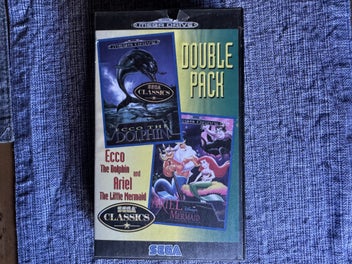 MEGA DRIVE
DOUBLE
PACK
SEGA
CLASSICS
ECCO THE
DOLPHIN
Ecco
The Dolphin and
Ariel
The Little Mermaid
SEGA
CLASSICS
MERMAID
SEGA